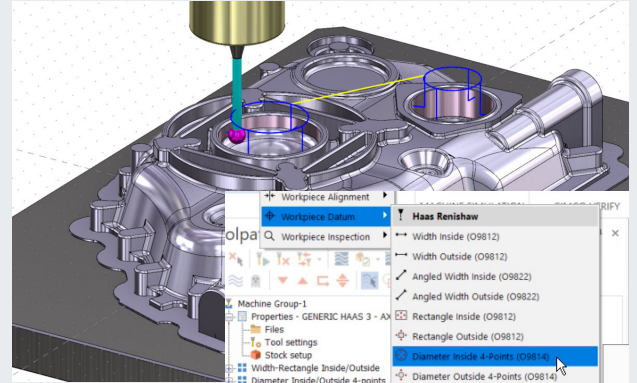 Workpiece Alignment
Workpiece Datum
Workpiece Inspection
Haas Renishaw
Width Inside (O9812)
Width Outside (O9812)
Angled Width Inside (O9822)
Angled Width Outside (O9822)
Rectangle Inside (O9812)
Rectangle Outside (O9812)
Diameter Inside 4-Points (O9814)
Diameter Outside 4-Points (O9814)
olpa
Machine Group-1
Properties - GENERIC HAAS 3 - AX
Files
Tool settings
Stock setup
Width-Rectangle Inside/Outside
Diameter Inside/Outside 4-points